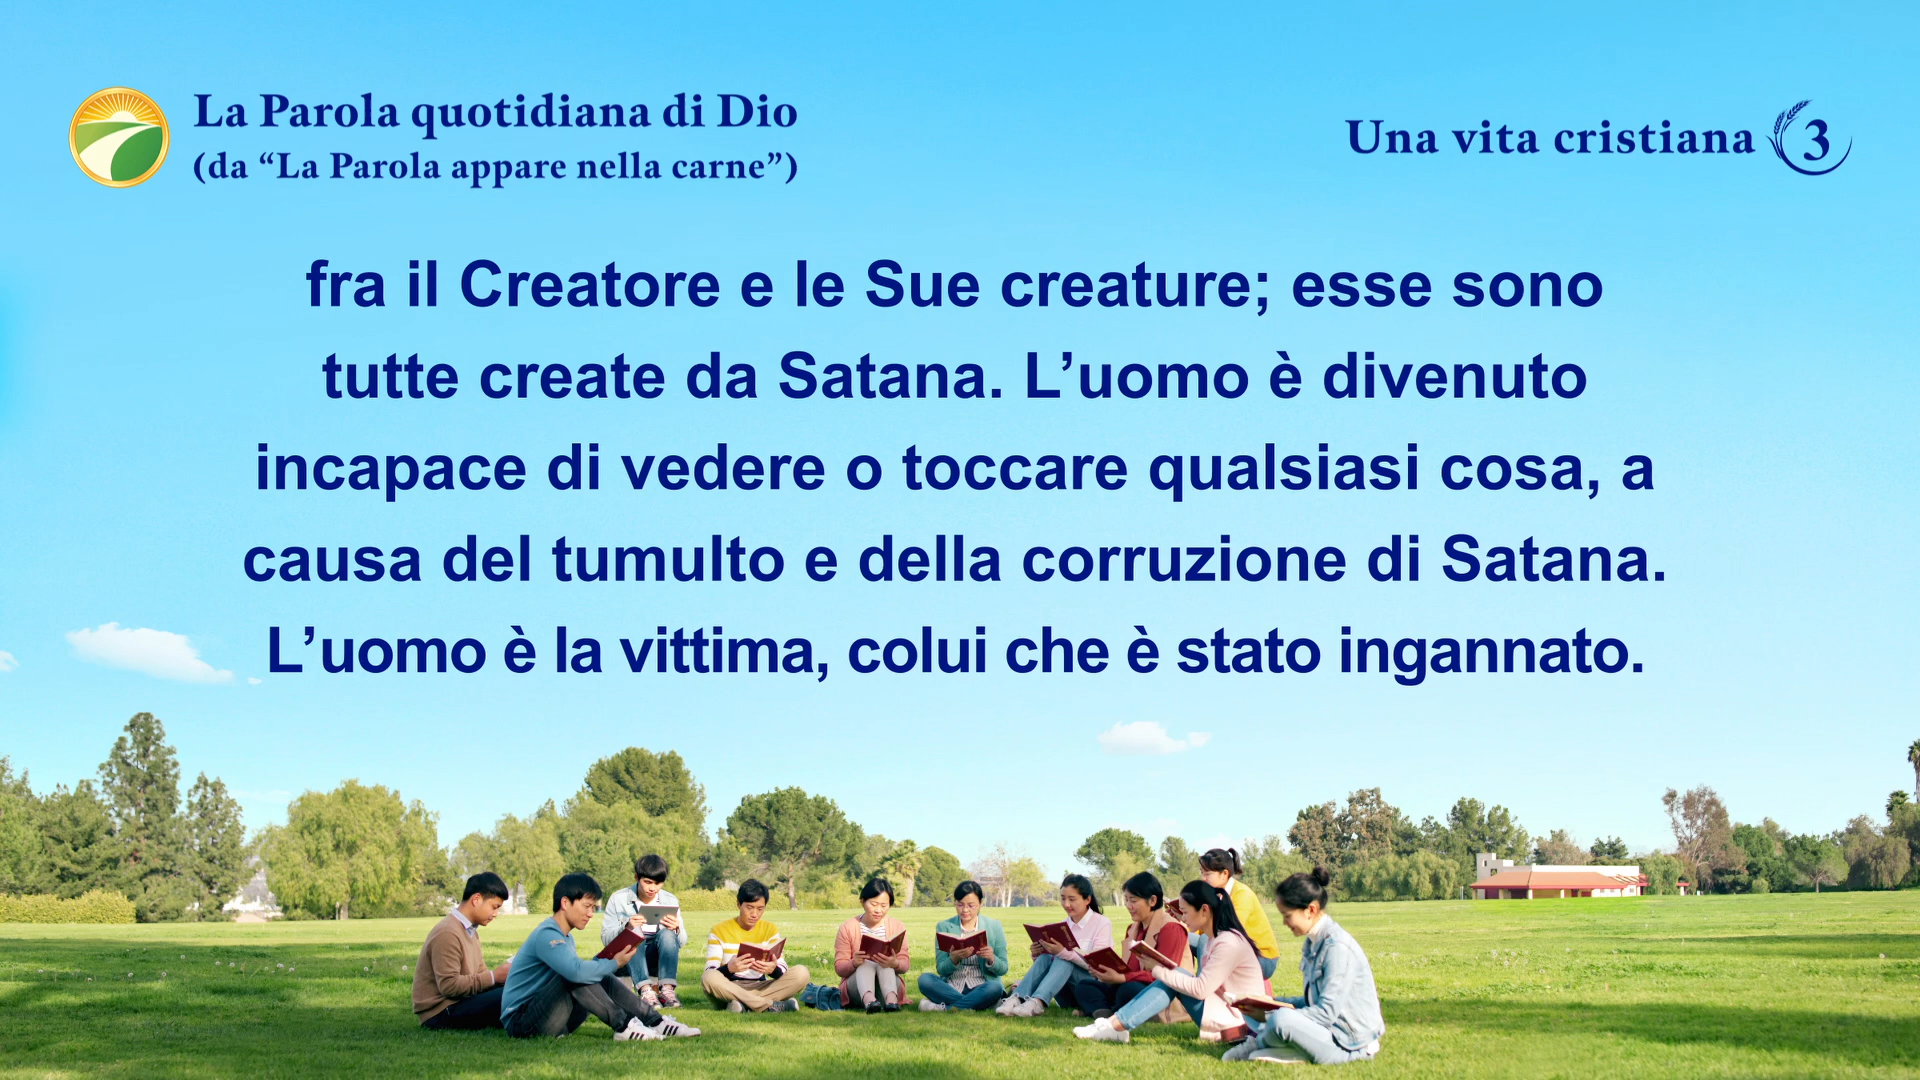 La Parola quotidiana di Dio
(da “La Parola appare nella carne”)
Una vita cristiana 3
fra il Creatore e le Sue creature; esse sono
tutte create da Satana. L’uomo è divenuto
incapace di vedere o toccare qualsiasi cosa, a
causa del tumulto e della corruzione di Satana.
L’uomo è la vittima, colui che è stato ingannato.